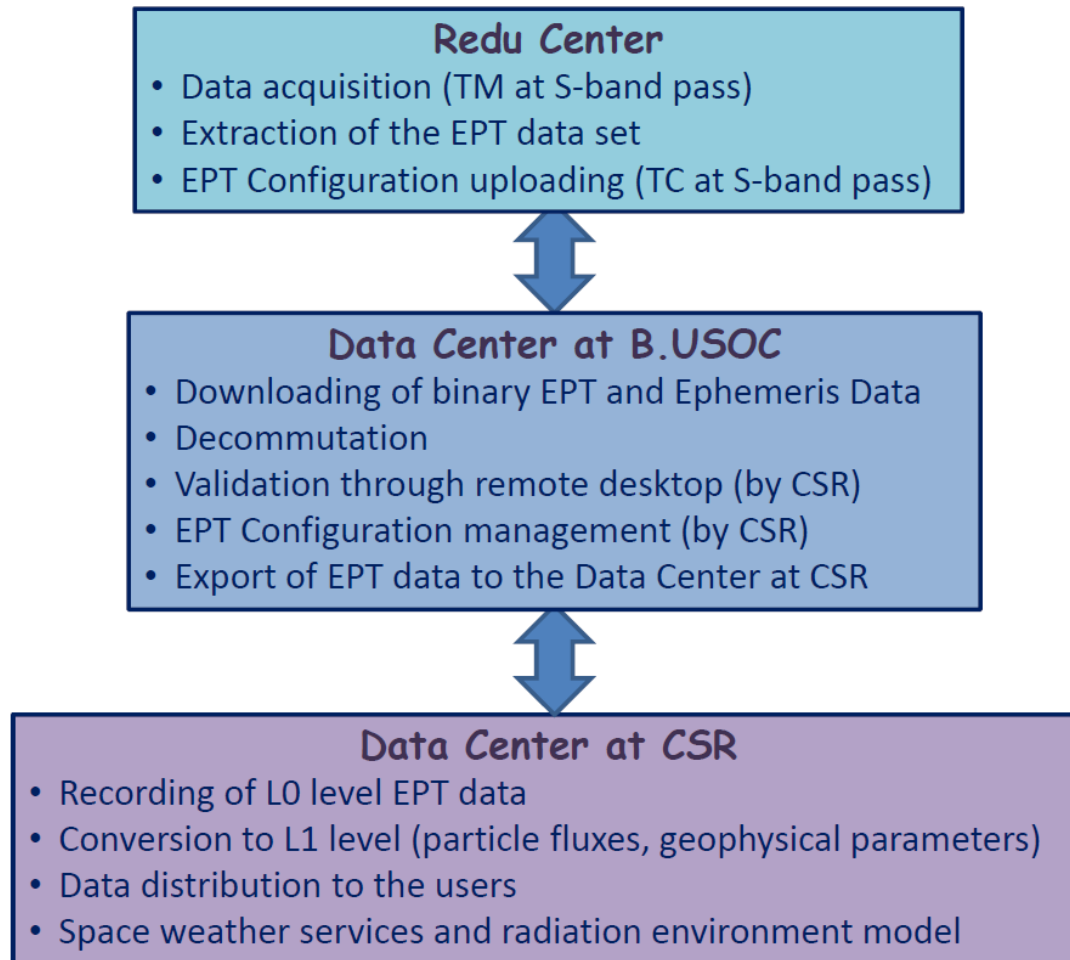 Redu Center
• Data acquisition (TM at S-band pass)
• Extraction of the EPT data set
• EPT Configuration uploading (TC at S-band pass)
Data Center at B.USOC
• Downloading of binary EPT and Ephemeris Data
• Decommutation
• Validation through remote desktop (by CSR)
• EPT Configuration management (by CSR)
• Export of EPT data to the Data Center at CSR
Data Center at CSR
• Recording of L0 level EPT data
• Conversion to L1 level (particle fluxes, geophysical parameters)
• Data distribution to the users
• Space weather services and radiation environment model